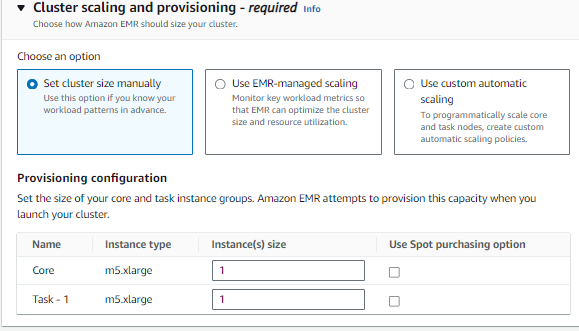 Cluster scaling and provisioning - required Info
Choose how Amazon EMR should size your cluster.
Choose an option
Set cluster size manually
Use this option if you know your
workload patterns in advance.
Use EMR-managed scaling
Monitor key workload metrics so
that EMR can optimize the cluster
size and resource utilization.
Use custom automatic
scaling
To programmatically scale core
and task nodes, create custom
automatic scaling policies.
Provisioning configuration
Set the size of your core and task instance groups. Amazon EMR attempts to provision this capacity when you
launch your cluster.
Name Instance type Instance(s) size Use Spot purchasing option
Core m5.xlarge 1
Task - 1 m5.xlarge 1